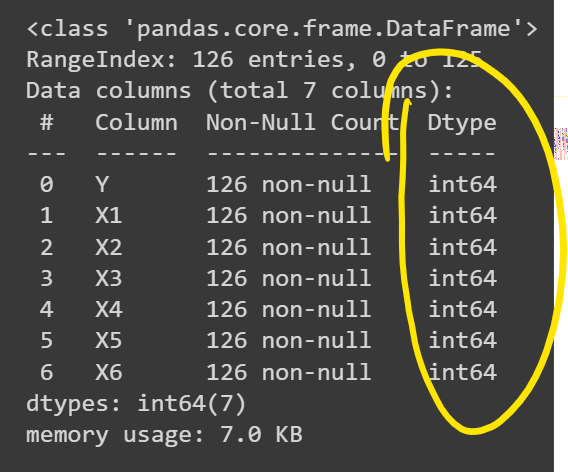 <class 'pandas.core.frame.DataFrame'>
RangeIndex: 126 entries, 0 to 125
Data columns (total 7 columns):
 #   Column  Non-Null Count  Dtype
---  ------  --------------  -----
 0   Y       126 non-null    int64
 1   X1      126 non-null    int64
 2   X2      126 non-null    int64
 3   X3      126 non-null    int64
 4   X4      126 non-null    int64
 5   X5      126 non-null    int64
 6   X6      126 non-null    int64
dtypes: int64(7)
memory usage: 7.0 KB